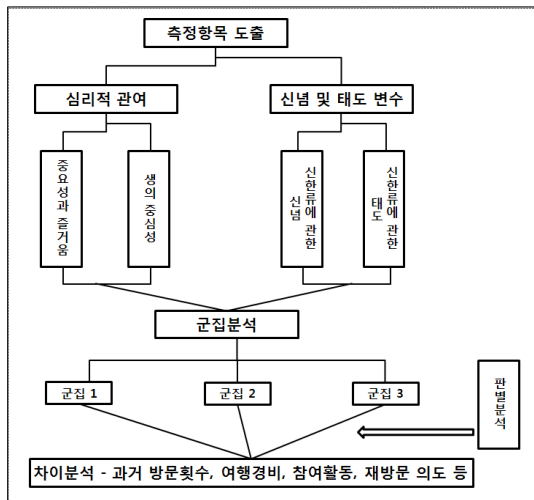 측정항목 도출
심리적 관여
신념 및 태도 변수
중요성과 즐거움
생의 중심성
신한류에 관한
신념
신한류에 관한
태도
군집분석
군집 1
군집 2
군집 3
판별분석
차이분석 - 과거 방문횟수, 여행경비, 참여활동, 재방문 의도 등